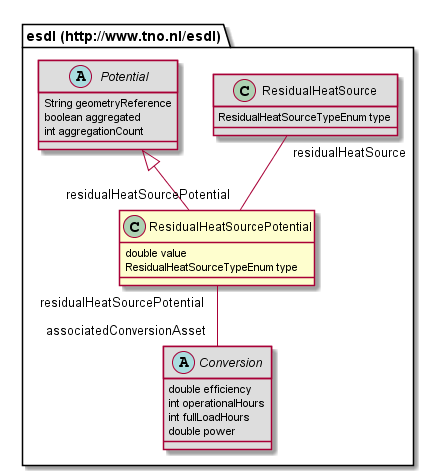 esdl (http://www.tno.nl/esdl)
A Potential
String geometryReference
boolean aggregated
int aggregationCount
C ResidualHeatSource
ResidualHeatSourceTypeEnum type
residualHeatSource
residualHeatSourcePotential
C ResidualHeatSourcePotential
double value
ResidualHeatSourceTypeEnum type
residualHeatSourcePotential
associatedConversionAsset
A Conversion
double efficiency
int operationalHours
int fullLoadHours
double power